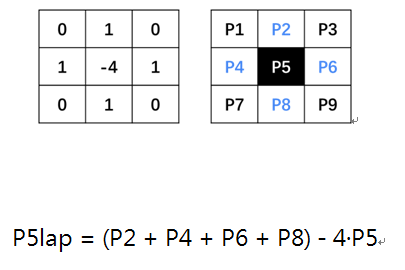 0 1 0 P1 P2 P3
1 -4 1 P4 P5 P6
0 1 0 P7 P8 P9
P5lap = (P2 + P4 + P6 + P8) - 4·P5